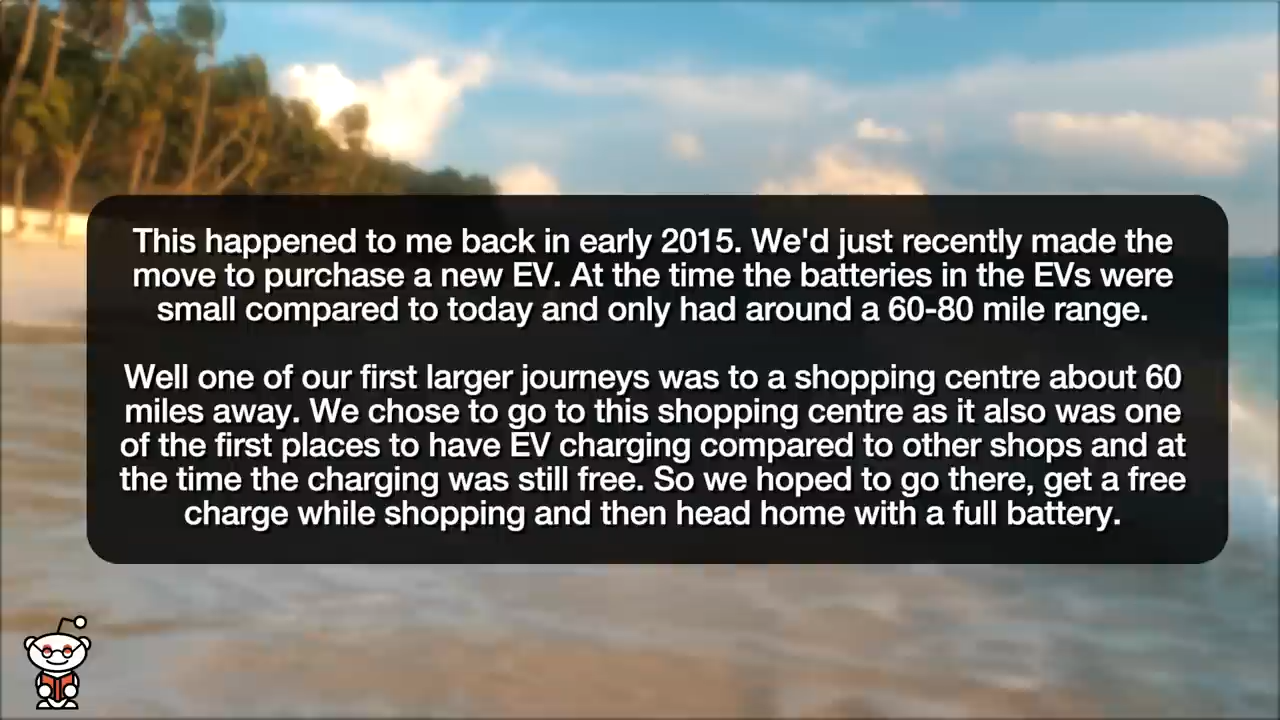 This happened to me back in early 2015. We'd just recently made the
move to purchase a new EV. At the time the batteries in the EVs were
small compared to today and only had around a 60-80 mile range.
Well one of our first larger journeys was to a shopping centre about 60
miles away. We chose to go to this shopping centre as it also was one
of the first places to have EV charging compared to other shops and at
the time the charging was still free. So we hoped to go there, get a free
charge while shopping and then head home with a full battery.